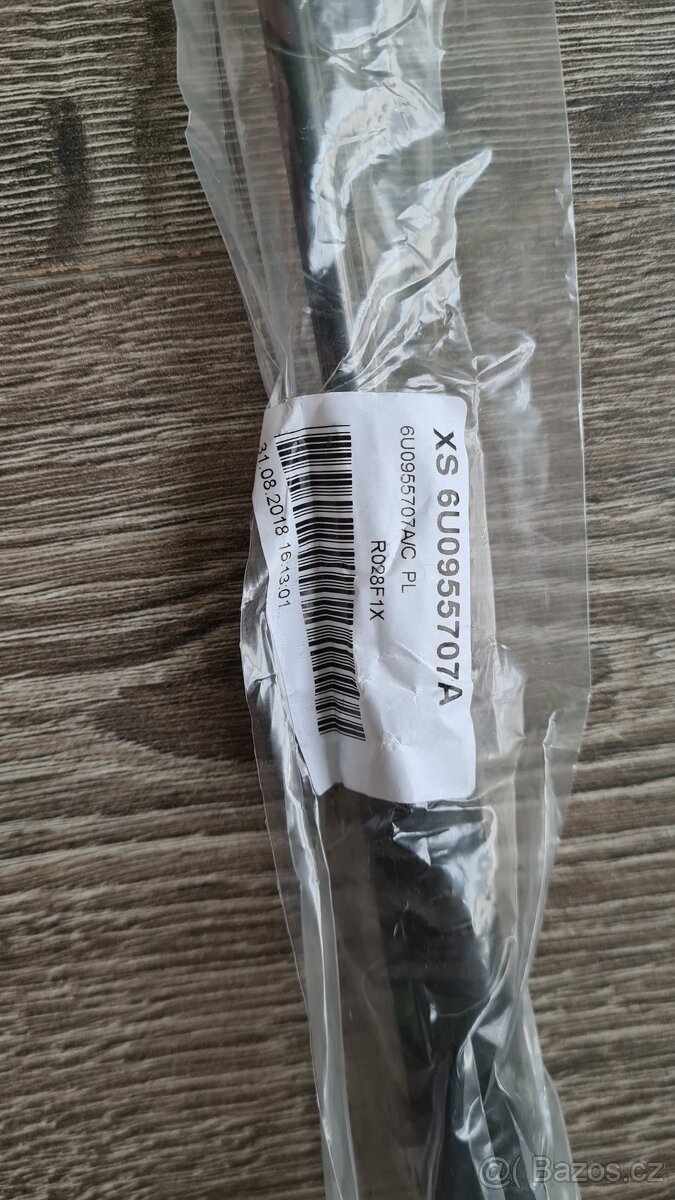 XS 6U0955707A
6U0955707A/C PL
R028F1X
31.08.2018 16:13:01
@( Bazos.cz